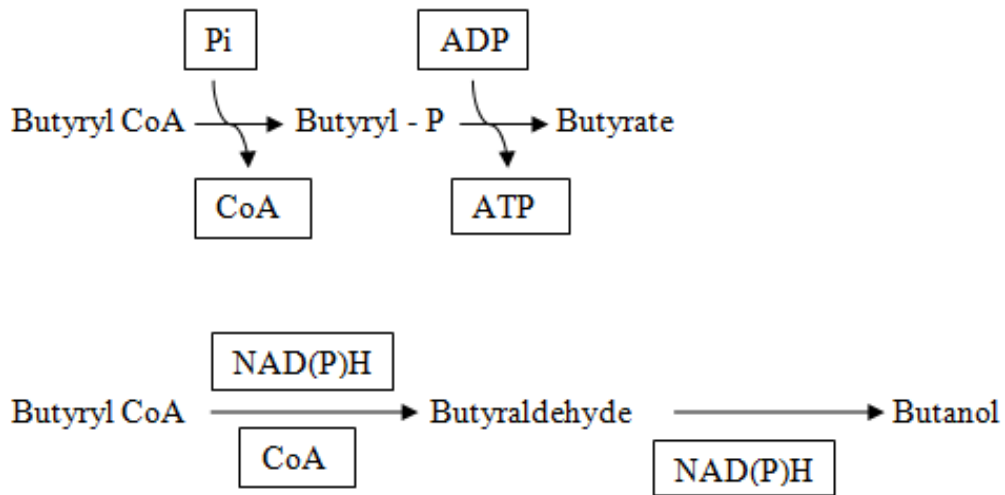 Pi ADP
Butyryl CoA Butyryl - P Butyrate
CoA ATP
NAD(P)H
Butyryl CoA Butyraldehyde Butanol
CoA NAD(P)H